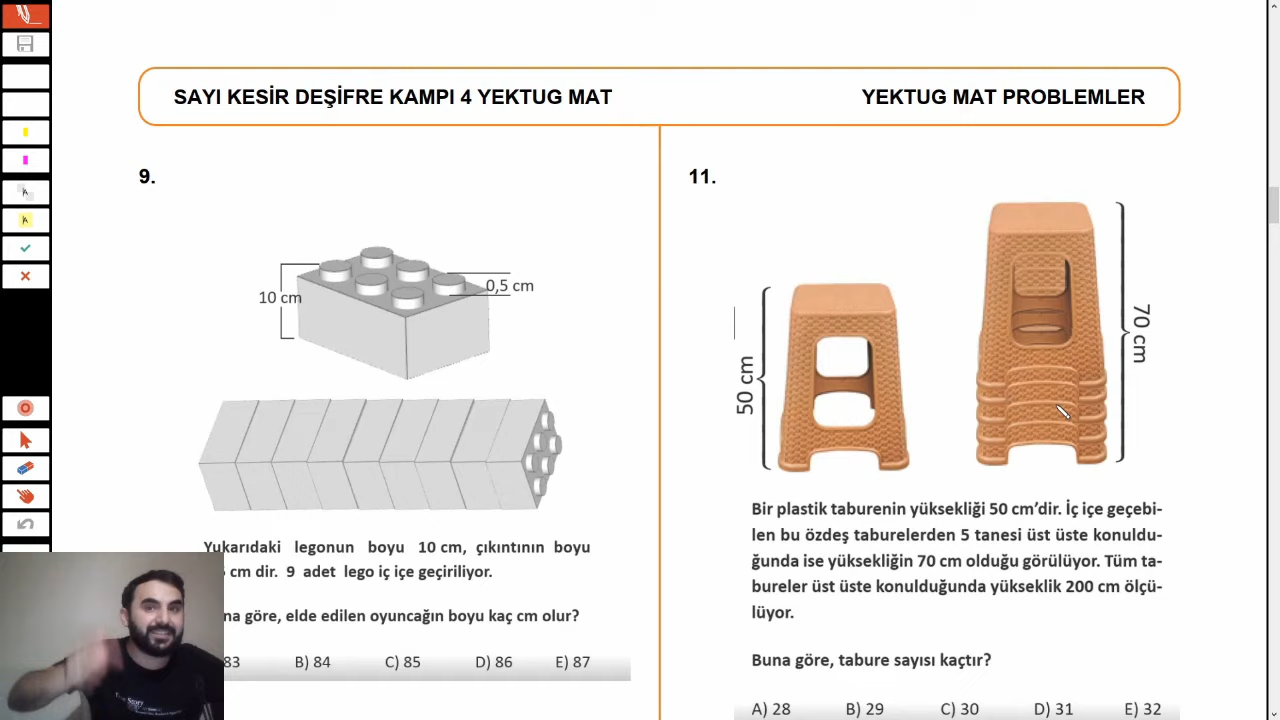 SAYI KESİR DEŞİFRE KAMPI 4 YEKTUG MAT
YEKTUG MAT PROBLEMLER
9.
10 cm
0,5 cm
Yukarıdaki legonun boyu 10 cm, çıkıntının boyu
cm dir. 9 adet lego iç içe geçiriliyor.
göre, elde edilen oyuncağın boyu kaç cm olur?
83 B) 84 C) 85 D) 86 E) 87
11.
50 cm
70 cm
Bir plastik taburenin yüksekliği 50 cm'dir. İç içe geçebi-
len bu özdeş taburelerden 5 tanesi üst üste konuldu-
ğunda ise yüksekliğin 70 cm olduğu görülüyor. Tüm ta-
bureler üst üste konulduğunda yükseklik 200 cm ölçü-
lüyor.
Buna göre, tabure sayısı kaçtır?
A) 28 B) 29 C) 30 D) 31 E) 32